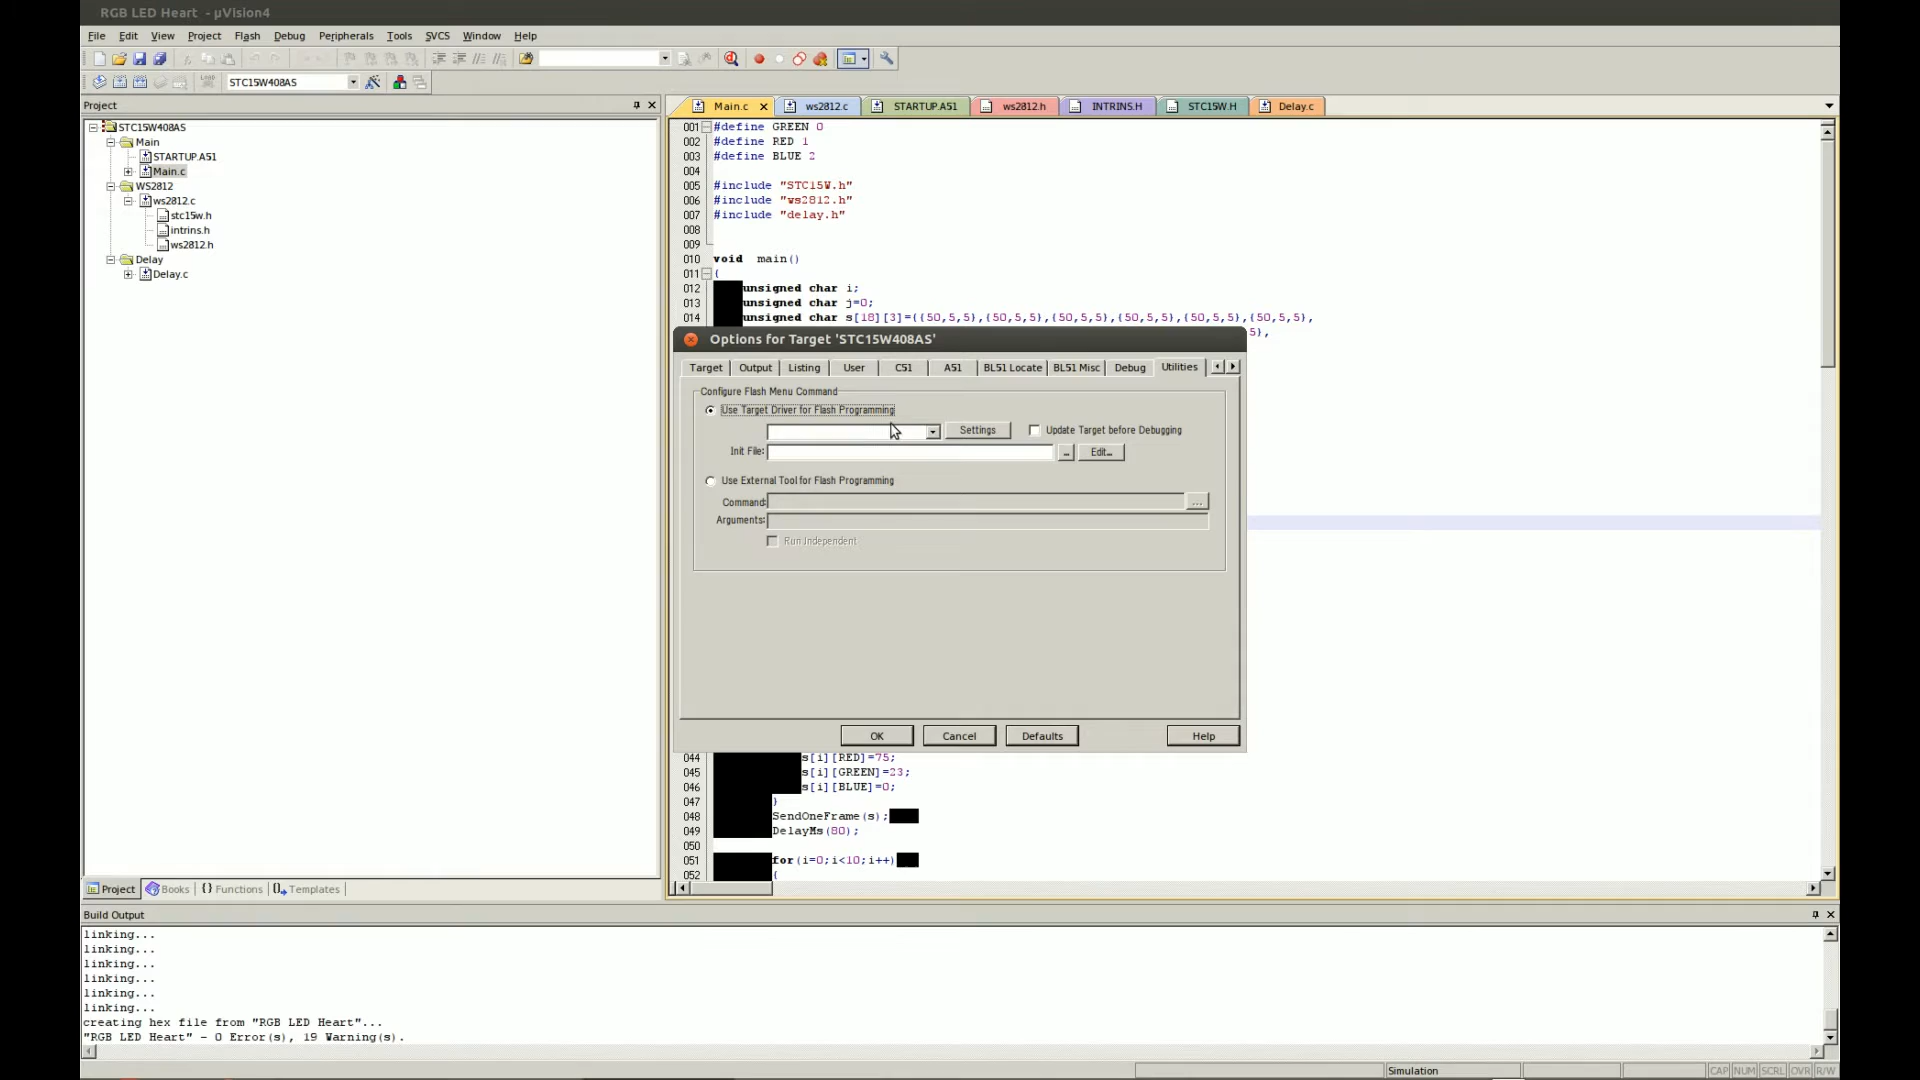 RGB LED Heart - µVision4
File Edit View Project Flash Debug Peripherals Tools SVCS Window Help
STC15W408AS
Project
Main.c ws2812.c STARTUP.A51 ws2812.h INTRINS.H STC15W.H Delay.c
STC15W408AS
Main
STARTUP.A51
Main.c
WS2812
ws2812.c
stc15w.h
intrins.h
ws2812.h
Delay
Delay.c
001 #define GREEN 0
002 #define RED 1
003 #define BLUE 2
004
005 #include "STC15W.h"
006 #include "ws2812.h"
007 #include "delay.h"
008
009
010 void main()
011 {
012 unsigned char i;
013 unsigned char j=0;
014 unsigned char s[18][3]={{50,5,5},{50,5,5},{50,5,5},{50,5,5},{50,5,5},{50,5,5},
5},
Options for Target 'STC15W408AS'
Target Output Listing User C51 A51 BL51 Locate BL51 Misc Debug Utilities
Configure Flash Menu Command
Use Target Driver for Flash Programming
Settings Update Target before Debugging
Init File: ... Edit...
Use External Tool for Flash Programming
Command: ...
Arguments:
Run Independent
OK Cancel Defaults Help
044 s[i][RED]=75;
045 s[i][GREEN]=23;
046 s[i][BLUE]=0;
047 }
048 SendOneFrame(s);
049 DelayMs(80);
050
051 for(i=0;i<10;i++)
052 {
Project Books {} Functions Templates
Build Output
linking...
linking...
linking...
linking...
linking...
linking...
creating hex file from "RGB LED Heart"...
"RGB LED Heart" - 0 Error(s), 19 Warning(s).
Simulation CAP NUM SCRL OVR R/W